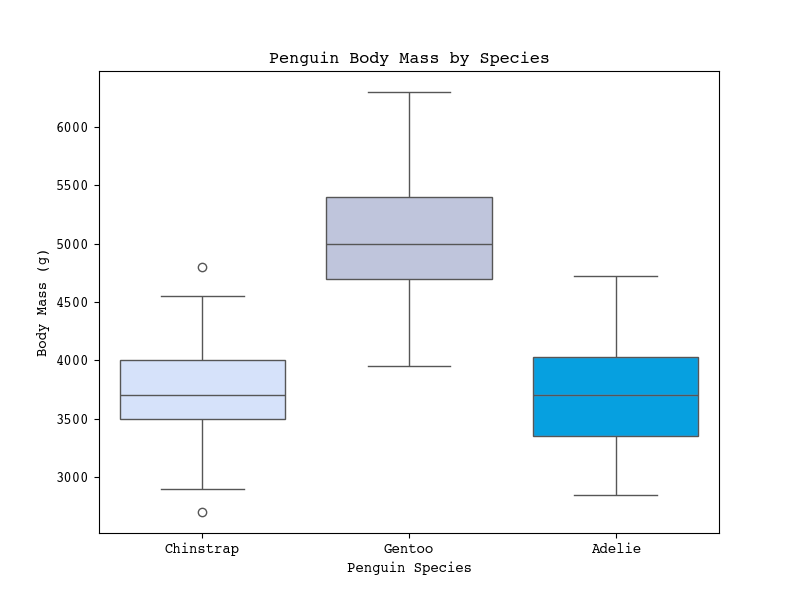 Penguin Body Mass by Species
Body Mass (g)
6000
5500
5000
4500
4000
3500
3000
Chinstrap Gentoo Adelie
Penguin Species